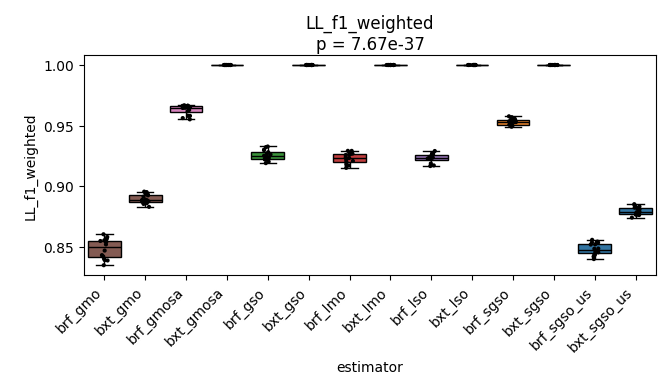 LL_f1_weighted
p = 7.67e-37
LL_f1_weighted
1.00
0.95
0.90
0.85
brf_gmo
bxt_gmo
brf_gmosa
bxt_gmosa
brf_gso
bxt_gso
brf_lmo
bxt_lmo
brf_lso
bxt_lso
brf_sgso
bxt_sgso
brf_sgso_us
bxt_sgso_us
estimator